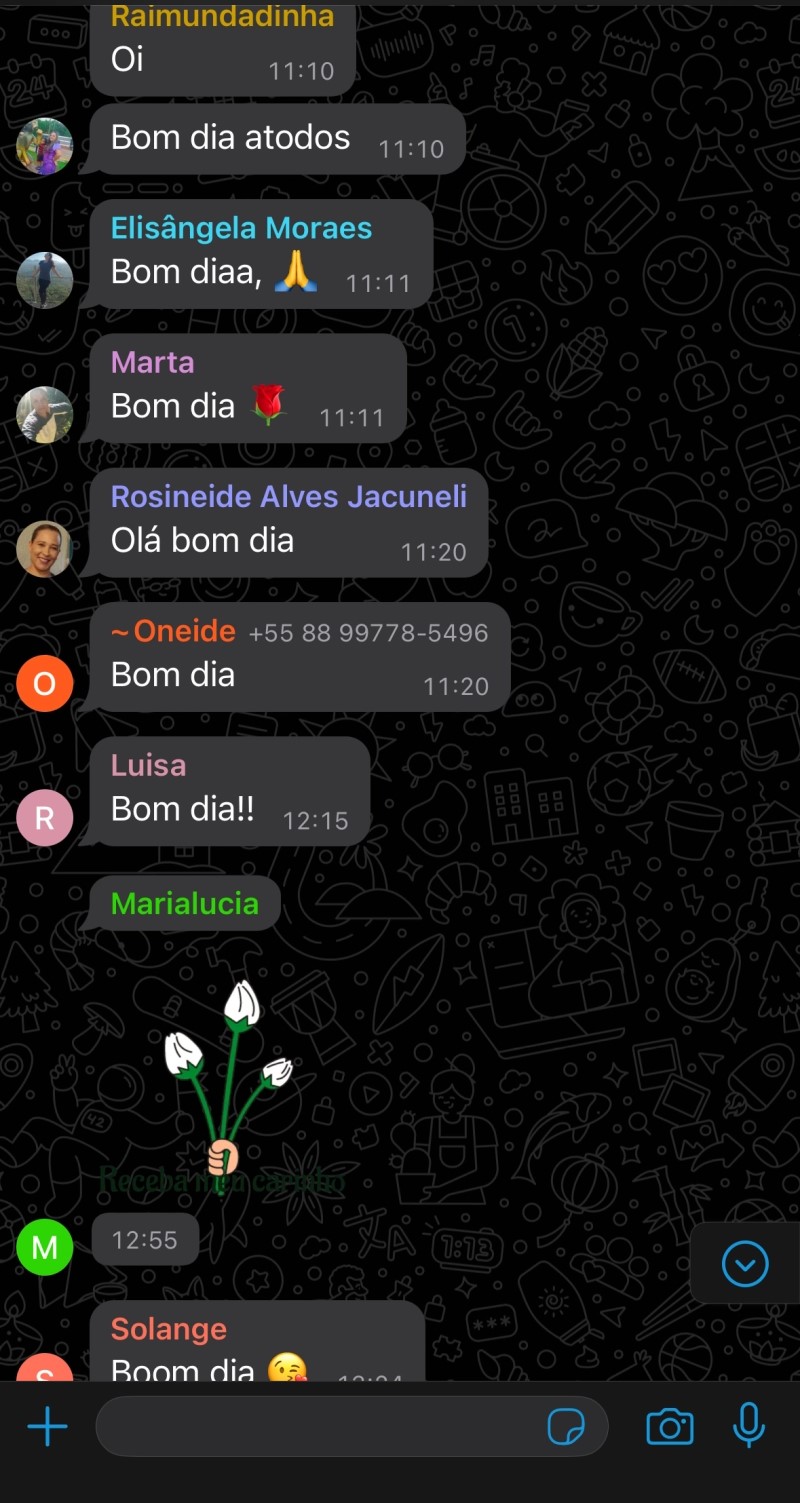 Raimundadinha
Oi 11:10
Bom dia atodos 11:10
Elisângela Moraes
Bom diaa, 🙏 11:11
Marta
Bom dia 🌹 11:11
Rosineide Alves Jacuneli
Olá bom dia 11:20
~Oneide +55 88 99778-5496
O
Bom dia 11:20
Luisa
R
Bom dia!! 12:15
Marialucia
Receba meu carinho
M
12:55
Solange
S
Boom dia 😘